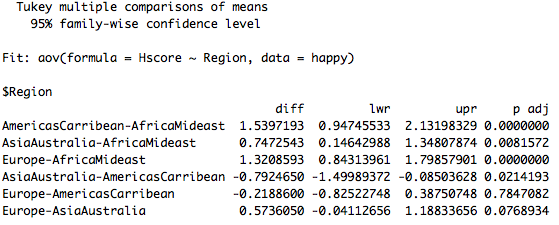 Tukey multiple comparisons of means
95% family-wise confidence level
Fit: aov(formula = Hscore ~ Region, data = happy)
$Region
diff lwr upr p adj
AmericasCarribean-AfricaMideast 1.5397193 0.94745533 2.13198329 0.0000000
AsiaAustralia-AfricaMideast 0.7472543 0.14642988 1.34807874 0.0081572
Europe-AfricaMideast 1.3208593 0.84313961 1.79857901 0.0000000
AsiaAustralia-AmericasCarribean -0.7924650 -1.49989372 -0.08503628 0.0214193
Europe-AmericasCarribean -0.2188600 -0.82522748 0.38750748 0.7847082
Europe-AsiaAustralia 0.5736050 -0.04112656 1.18833656 0.0768934